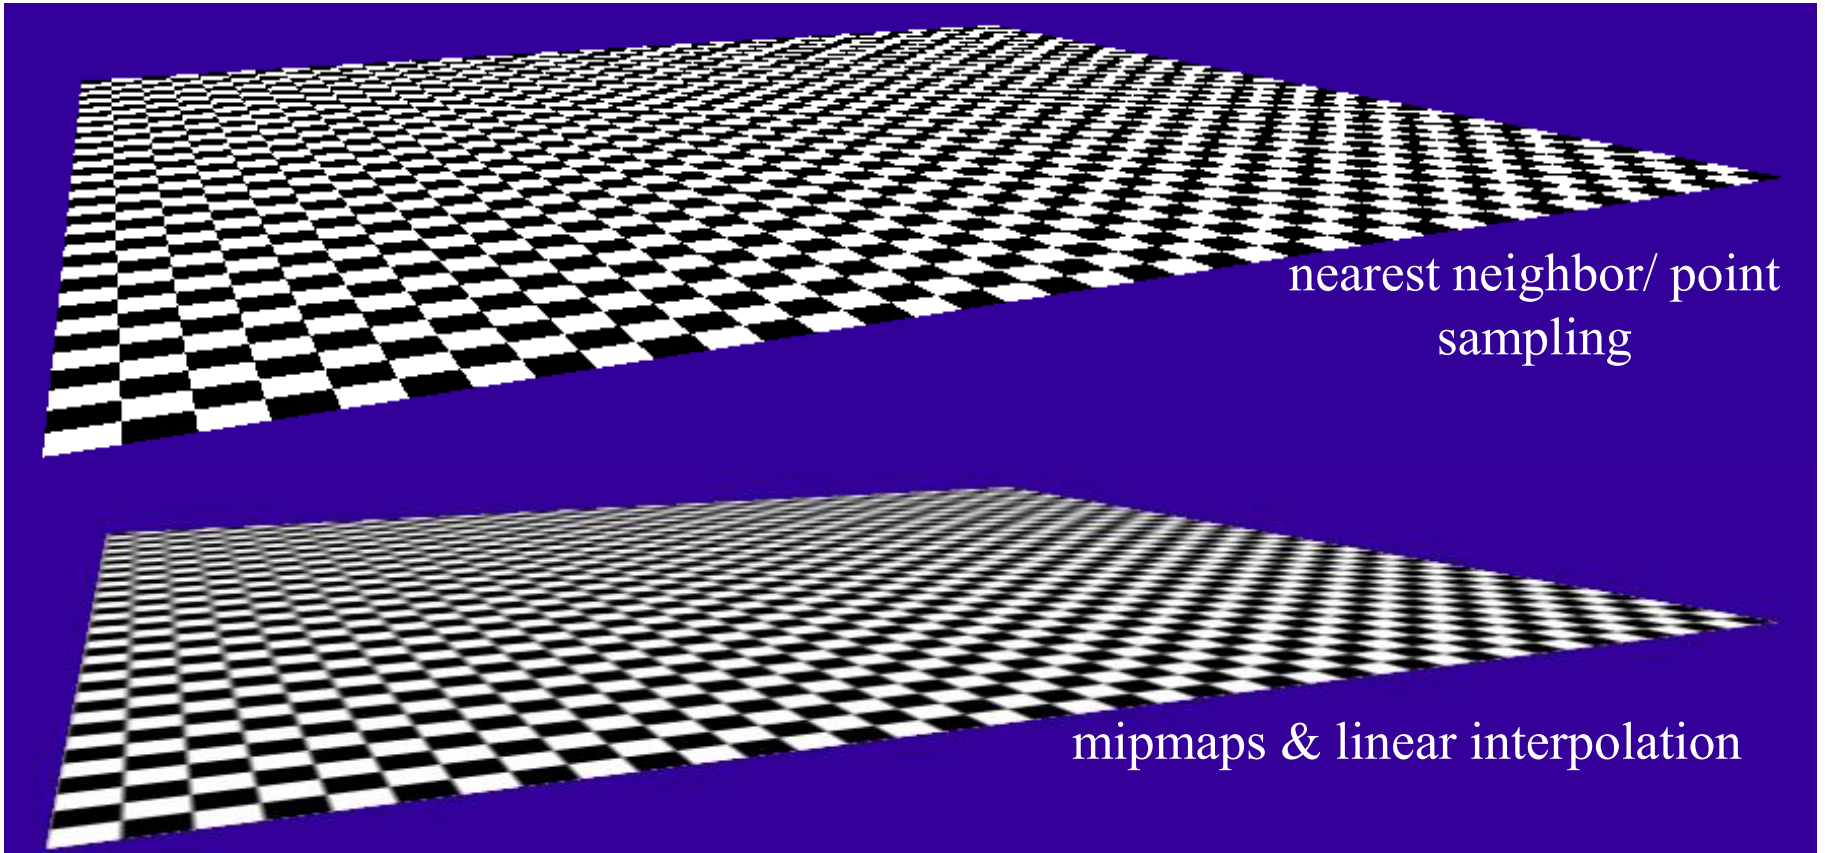 nearest neighbor/ point
sampling
mipmaps & linear interpolation